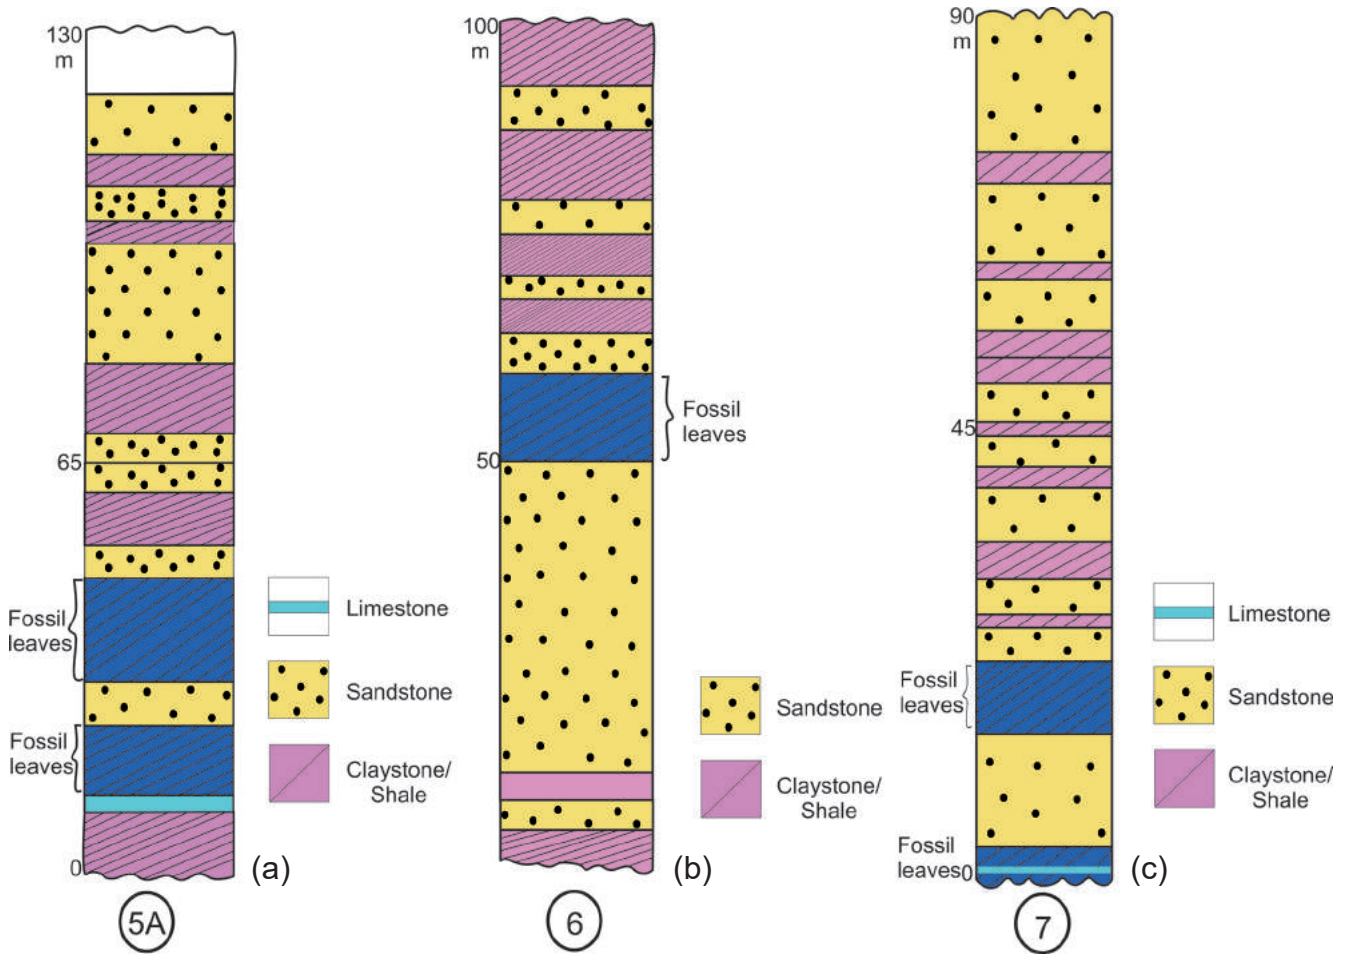 130
m
65
Fossil
leaves
Fossil
leaves
0
Limestone
Sandstone
Claystone/
Shale
(a)
5A
100
m
50
Fossil
leaves
Sandstone
Claystone/
Shale
(b)
6
90
m
45
Fossil
leaves
Fossil
leaves
0
Limestone
Sandstone
Claystone/
Shale
(c)
7